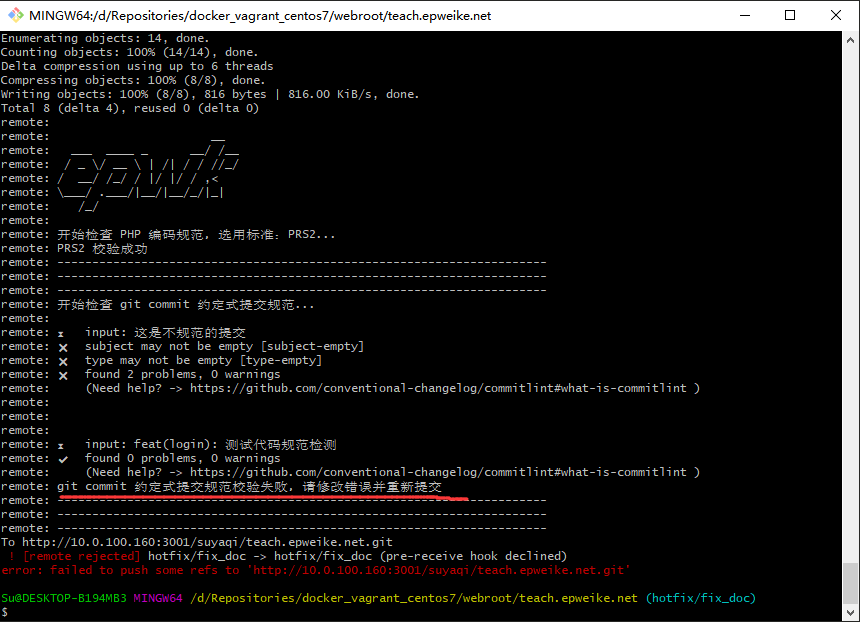 MINGW64:/d/Repositories/docker_vagrant_centos7/webroot/teach.epweike.net
Enumerating objects: 14, done.
Counting objects: 100% (14/14), done.
Delta compression using up to 6 threads
Compressing objects: 100% (8/8), done.
Writing objects: 100% (8/8), 816 bytes | 816.00 KiB/s, done.
Total 8 (delta 4), reused 0 (delta 0)
remote:
remote:                       __
remote:   ___  ____ _      __/ /__
remote:  / _ \/ __ \ | /| / / //_/
remote: /  __/ /_/ / |/ |/ / ,<
remote: \___/ .___/|__/|__/_/|_|
remote:    /_/
remote:
remote: 开始检查 PHP 编码规范, 选用标准: PRS2...
remote: PRS2 校验成功
remote: ----------------------------------------------------------------------
remote: ----------------------------------------------------------------------
remote: ----------------------------------------------------------------------
remote: 开始检查 git commit 约定式提交规范...
remote:
remote: ⧗   input: 这是不规范的提交
remote: ✖   subject may not be empty [subject-empty]
remote: ✖   type may not be empty [type-empty]
remote: ✖   found 2 problems, 0 warnings
remote:     (Need help? -> https://github.com/conventional-changelog/commitlint#what-is-commitlint )
remote:
remote:
remote:
remote: ⧗   input: feat(login): 测试代码规范检测
remote: ✔   found 0 problems, 0 warnings
remote:     (Need help? -> https://github.com/conventional-changelog/commitlint#what-is-commitlint )
remote: git commit 约定式提交规范校验失败, 请修改错误并重新提交
remote: ----------------------------------------------------------------------
remote: ----------------------------------------------------------------------
remote: ----------------------------------------------------------------------
To http://10.0.100.160:3001/suyaqi/teach.epweike.net.git
 ! [remote rejected] hotfix/fix_doc -> hotfix/fix_doc (pre-receive hook declined)
error: failed to push some refs to 'http://10.0.100.160:3001/suyaqi/teach.epweike.net.git'
Su@DESKTOP-B194MB3 MINGW64 /d/Repositories/docker_vagrant_centos7/webroot/teach.epweike.net (hotfix/fix_doc)
$